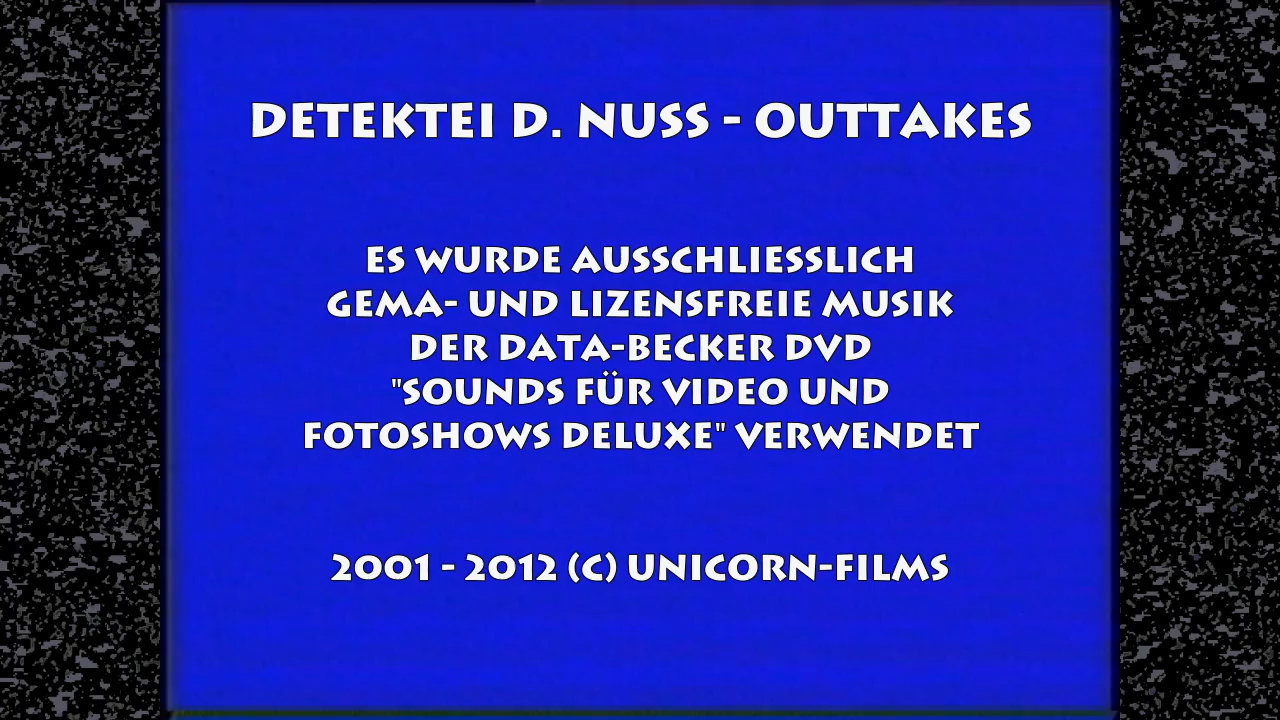 DETEKTEI D. NUSS - OUTTAKES
ES WURDE AUSSCHLIESSLICH
GEMA- UND LIZENSFREIE MUSIK
DER DATA-BECKER DVD
"SOUNDS FÜR VIDEO UND
FOTOSHOWS DELUXE" VERWENDET
2001 - 2012 (C) UNICORN-FILMS